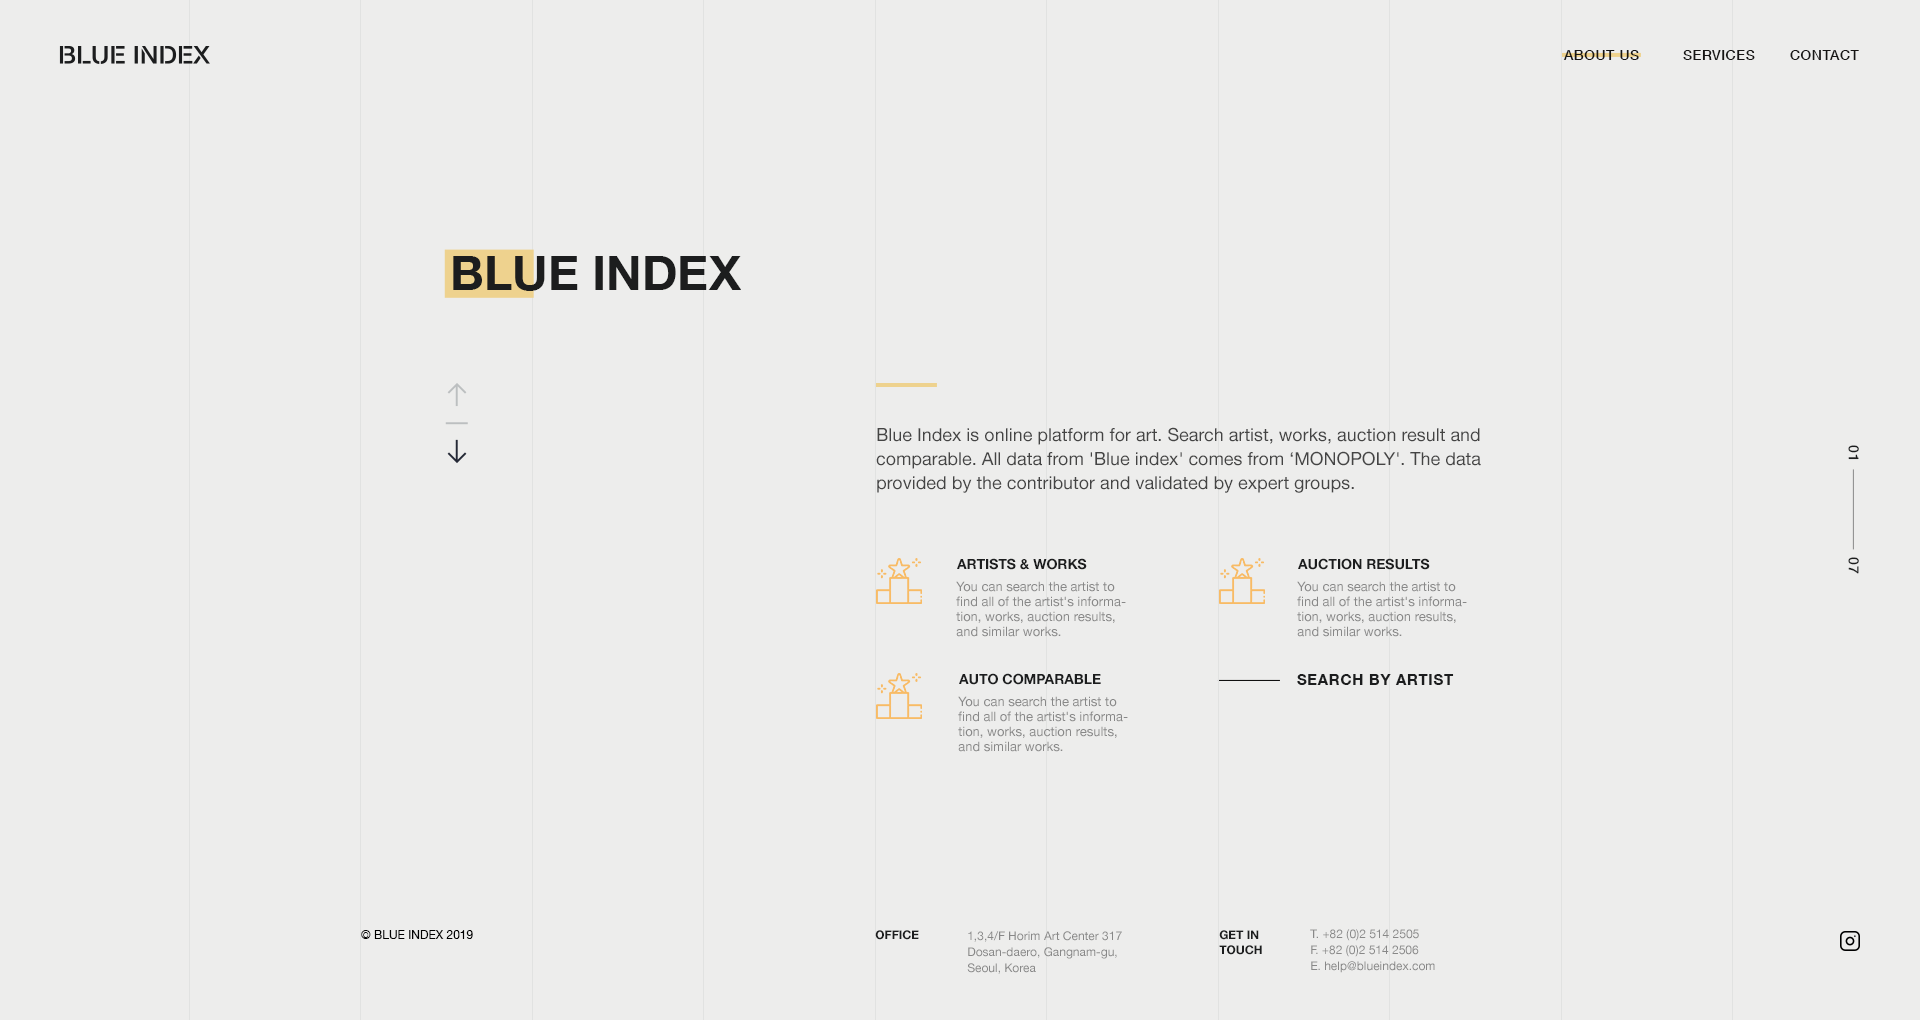 BLUE INDEX
ABOUT US
SERVICES
CONTACT
BLUE INDEX
Blue Index is online platform for art. Search artist, works, auction result and
comparable. All data from 'Blue index' comes from ‘MONOPOLY'. The data
provided by the contributor and validated by expert groups.
01
07
ARTISTS & WORKS
You can search the artist to
find all of the artist's informa-
tion, works, auction results,
and similar works.
AUCTION RESULTS
You can search the artist to
find all of the artist's informa-
tion, works, auction results,
and similar works.
AUTO COMPARABLE
You can search the artist to
find all of the artist's informa-
tion, works, auction results,
and similar works.
SEARCH BY ARTIST
© BLUE INDEX 2019
OFFICE
1,3,4/F Horim Art Center 317
Dosan-daero, Gangnam-gu,
Seoul, Korea
GET IN
TOUCH
T. +82 (0)2 514 2505
F. +82 (0)2 514 2506
E. help@blueindex.com